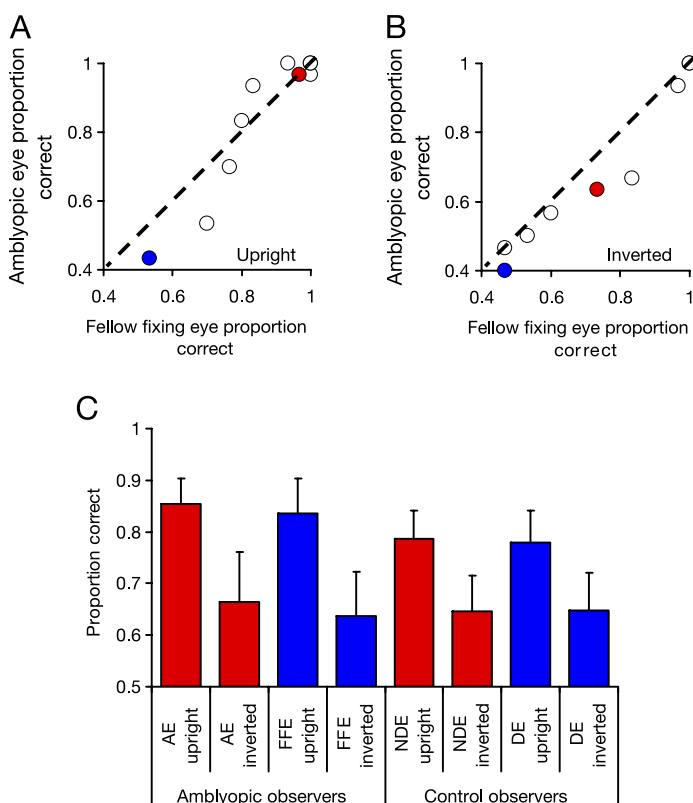 A
Amblyopic eye proportion
correct
1
0.8
0.6
0.4
Upright
0.4
0.6
0.8
1
Fellow fixing eye proportion
correct
B
Amblyopic eye proportion
correct
1
0.8
0.6
0.4
Inverted
0.4
0.6
0.8
1
Fellow fixing eye proportion
correct
C
Proportion correct
1
0.9
0.8
0.7
0.6
0.5
AE
upright
AE
inverted
FFE
upright
FFE
inverted
NDE
upright
NDE
inverted
DE
upright
DE
inverted
Amblyopic observers
Control observers